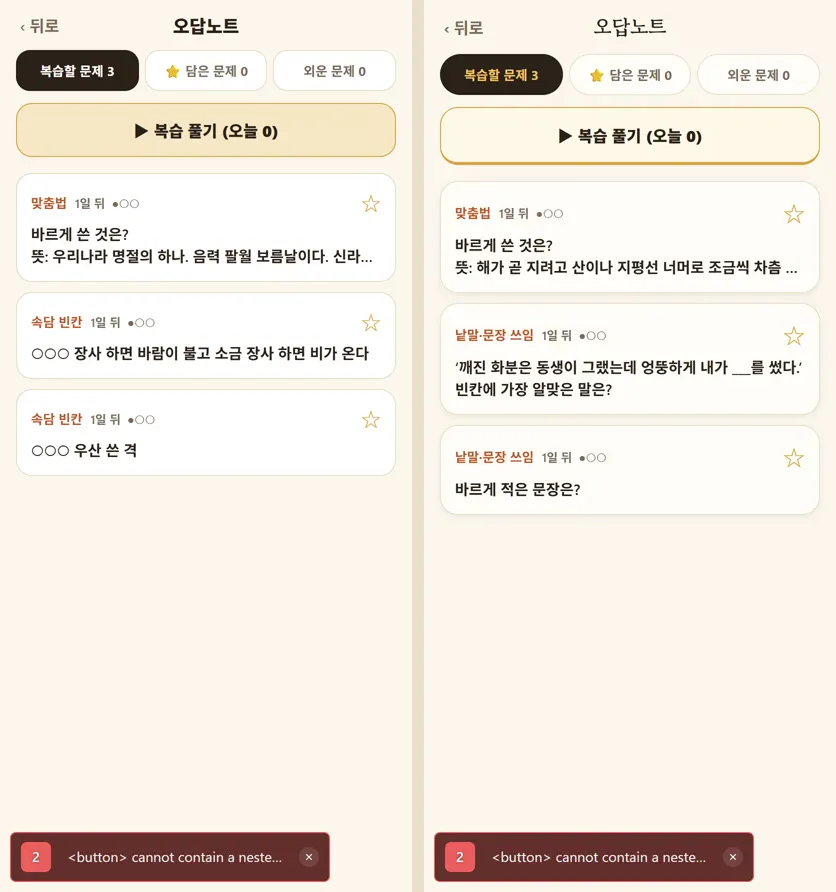 ‹ 뒤로
오답노트
복습할 문제 3
⭐ 담은 문제 0
외운 문제 0
▶ 복습 풀기 (오늘 0)
맞춤법 1일 뒤 ●○○ ☆
바르게 쓴 것은?
뜻: 우리나라 명절의 하나. 음력 팔월 보름날이다. 신라...
속담 빈칸 1일 뒤 ●○○ ☆
○○○ 장사 하면 바람이 불고 소금 장사 하면 비가 온다
속담 빈칸 1일 뒤 ●○○ ☆
○○○ 우산 쓴 격
2 <button> cannot contain a neste... ×
‹ 뒤로
오답노트
복습할 문제 3
⭐ 담은 문제 0
외운 문제 0
▶ 복습 풀기 (오늘 0)
맞춤법 1일 뒤 ●○○ ☆
바르게 쓴 것은?
뜻: 해가 곧 지려고 산이나 지평선 너머로 조금씩 차츰 ...
낱말·문장 쓰임 1일 뒤 ●○○ ☆
‘깨진 화분은 동생이 그랬는데 엉뚱하게 내가 ___를 썼다.’
빈칸에 가장 알맞은 말은?
낱말·문장 쓰임 1일 뒤 ●○○ ☆
바르게 적은 문장은?
2 <button> cannot contain a neste... ×